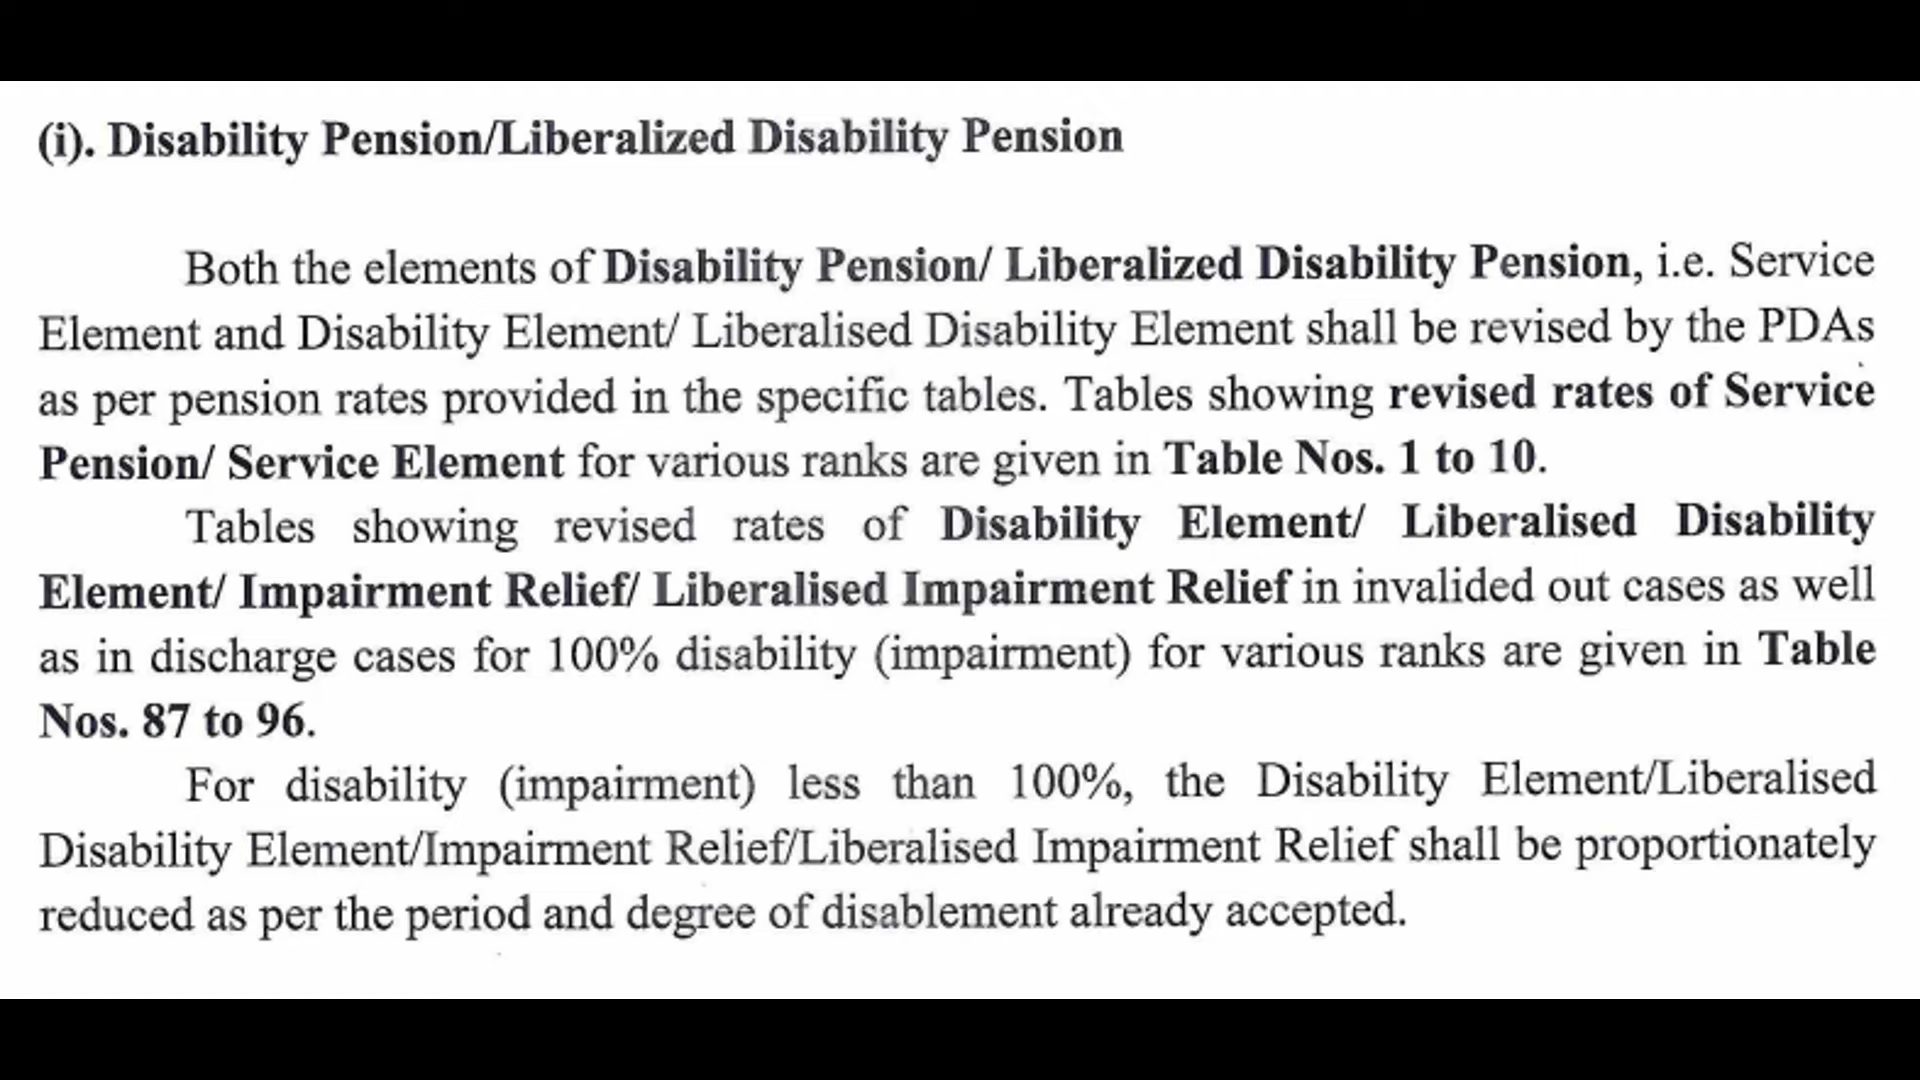 (i). Disability Pension/Liberalized Disability Pension
Both the elements of Disability Pension/ Liberalized Disability Pension, i.e. Service
Element and Disability Element/ Liberalised Disability Element shall be revised by the PDAs
as per pension rates provided in the specific tables. Tables showing revised rates of Service
Pension/ Service Element for various ranks are given in Table Nos. 1 to 10.
Tables showing revised rates of Disability Element/ Liberalised Disability
Element/ Impairment Relief/ Liberalised Impairment Relief in invalided out cases as well
as in discharge cases for 100% disability (impairment) for various ranks are given in Table
Nos. 87 to 96.
For disability (impairment) less than 100%, the Disability Element/Liberalised
Disability Element/Impairment Relief/Liberalised Impairment Relief shall be proportionately
reduced as per the period and degree of disablement already accepted.